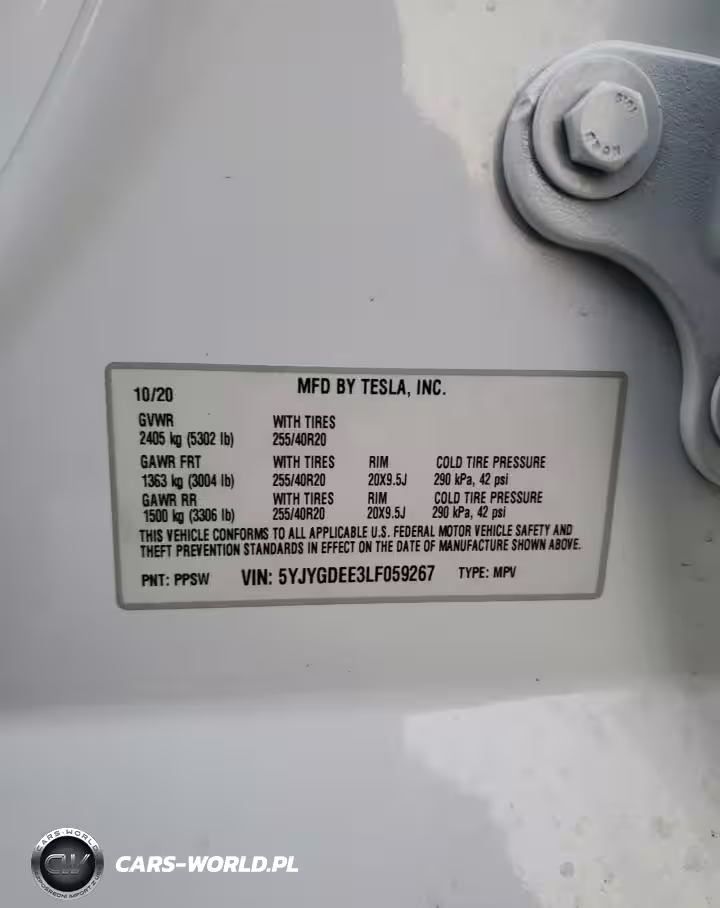 10/20
MFD BY TESLA, INC.
GVWR
2405 kg (5302 lb)
WITH TIRES
255/40R20
GAWR FRT WITH TIRES RIM COLD TIRE PRESSURE
1363 kg (3004 lb) 255/40R20 20X9.5J 290 kPa, 42 psi
GAWR RR WITH TIRES RIM COLD TIRE PRESSURE
1500 kg (3306 lb) 255/40R20 20X9.5J 290 kPa, 42 psi
THIS VEHICLE CONFORMS TO ALL APPLICABLE U.S. FEDERAL MOTOR VEHICLE SAFETY AND
THEFT PREVENTION STANDARDS IN EFFECT ON THE DATE OF MANUFACTURE SHOWN ABOVE.
PNT: PPSW VIN: 5YJYGDEE3LF059267 TYPE: MPV
CARS-WORLD
CW
CARS-WORLD.PL